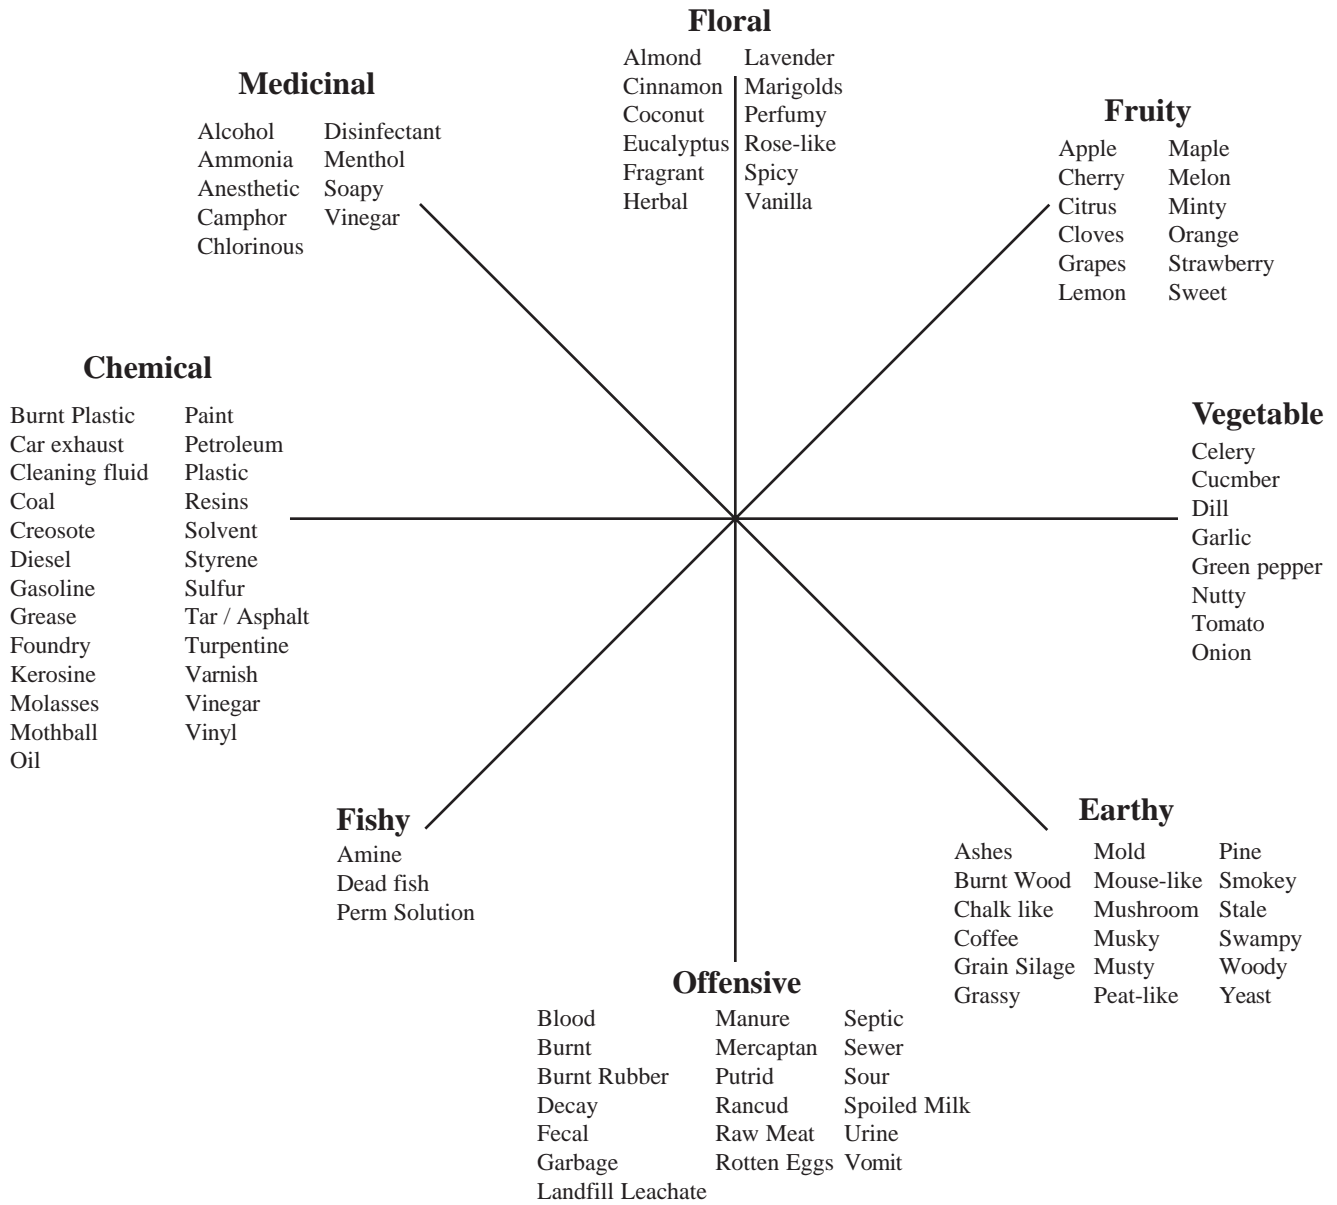 Floral
Almond Lavender
Cinnamon Marigolds
Coconut Perfumy
Eucalyptus Rose-like
Fragrant Spicy
Herbal Vanilla
Medicinal
Alcohol Disinfectant
Ammonia Menthol
Anesthetic Soapy
Camphor Vinegar
Chlorinous
Fruity
Apple Maple
Cherry Melon
Citrus Minty
Cloves Orange
Grapes Strawberry
Lemon Sweet
Chemical
Burnt Plastic Paint
Car exhaust Petroleum
Cleaning fluid Plastic
Coal Resins
Creosote Solvent
Diesel Styrene
Gasoline Sulfur
Grease Tar / Asphalt
Foundry Turpentine
Kerosine Varnish
Molasses Vinegar
Mothball Vinyl
Oil
Vegetable
Celery
Cucmber
Dill
Garlic
Green pepper
Nutty
Tomato
Onion
Fishy
Amine
Dead fish
Perm Solution
Earthy
Ashes Mold Pine
Burnt Wood Mouse-like Smokey
Chalk like Mushroom Stale
Coffee Musky Swampy
Grain Silage Musty Woody
Grassy Peat-like Yeast
Offensive
Blood Manure Septic
Burnt Mercaptan Sewer
Burnt Rubber Putrid Sour
Decay Rancud Spoiled Milk
Fecal Raw Meat Urine
Garbage Rotten Eggs Vomit
Landfill Leachate